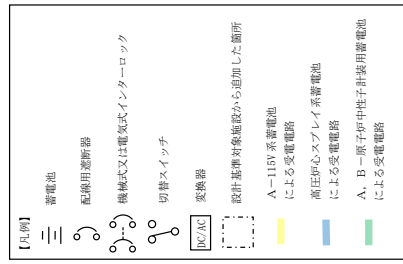 【凡例】
蓄電池
配線用遮断器
機械式又は電気式インターロック
切替スイッチ
DC/AC
変換器
設計基準対象施設から追加した箇所
A－115V系蓄電池
による受電電路
高圧炉心スプレイ系蓄電池
による受電電路
A，B－原子炉中性子計装用蓄電池
による受電電路